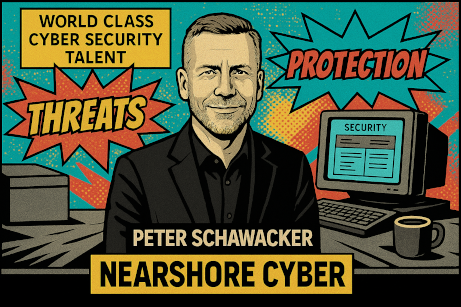 WORLD CLASS
CYBER SECURITY
TALENT
THREATS
PROTECTION
SECURITY
PETER SCHAWACKER
NEARSHORE CYBER